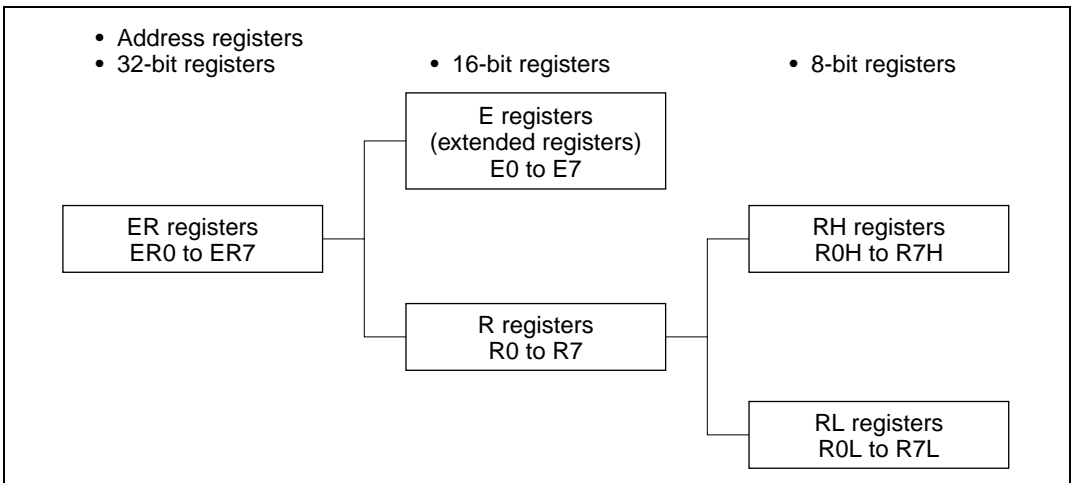 • Address registers
• 32-bit registers
• 16-bit registers
• 8-bit registers
E registers
(extended registers)
E0 to E7
ER registers
ER0 to ER7
RH registers
R0H to R7H
R registers
R0 to R7
RL registers
R0L to R7L